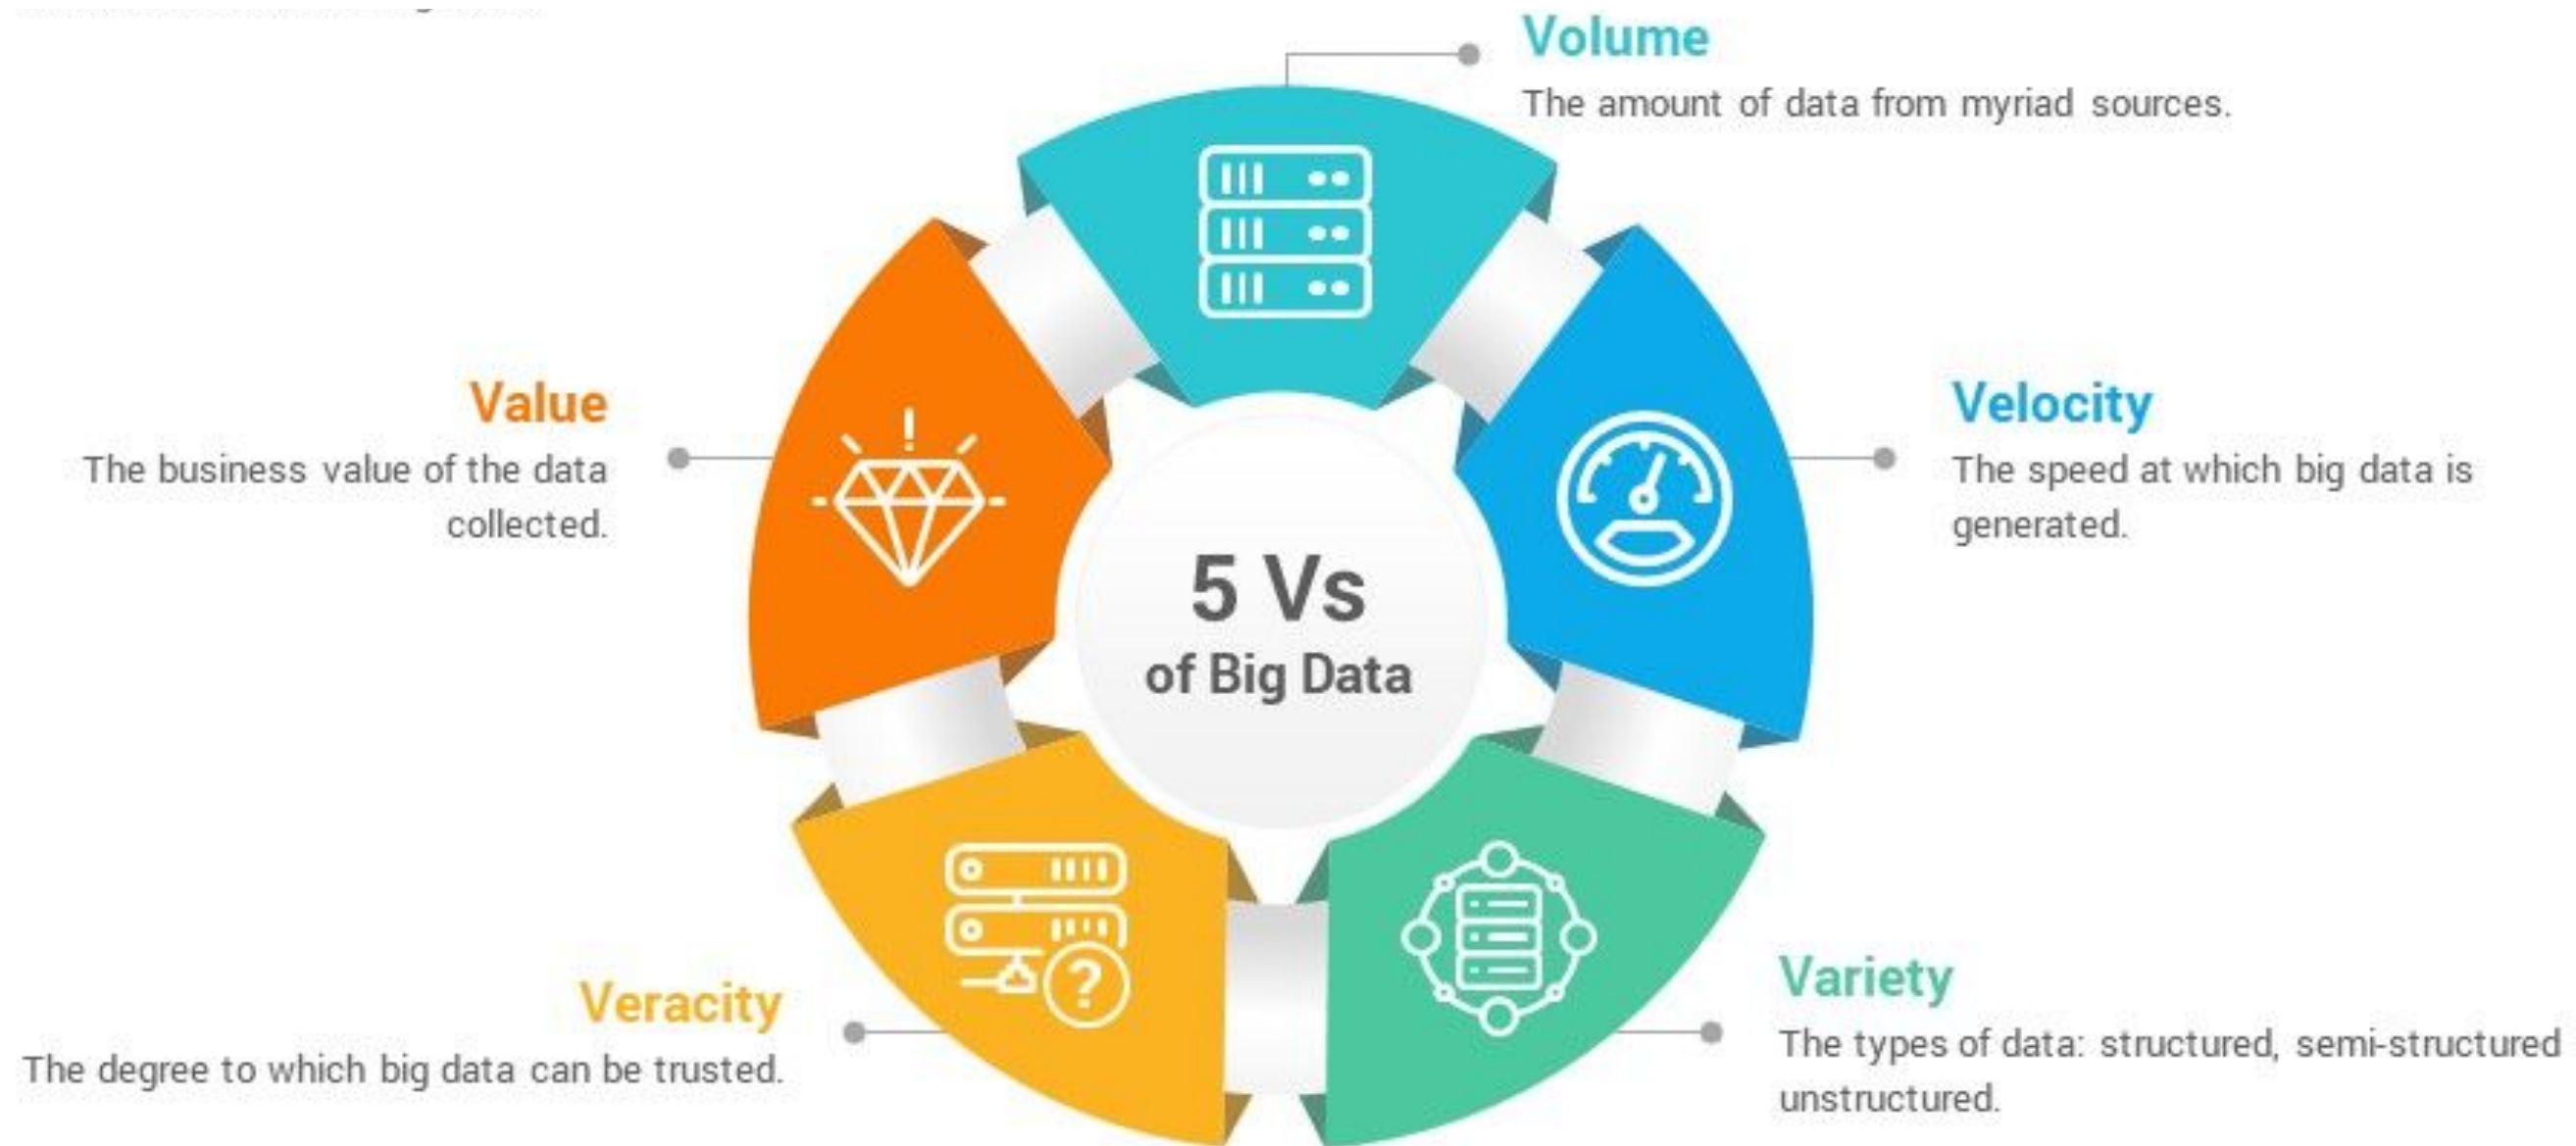 Volume
The amount of data from myriad sources.
Velocity
The speed at which big data is
generated.
Value
The business value of the data
collected.
5 Vs
of Big Data
Variety
The types of data: structured, semi-structured
unstructured.
Veracity
The degree to which big data can be trusted.